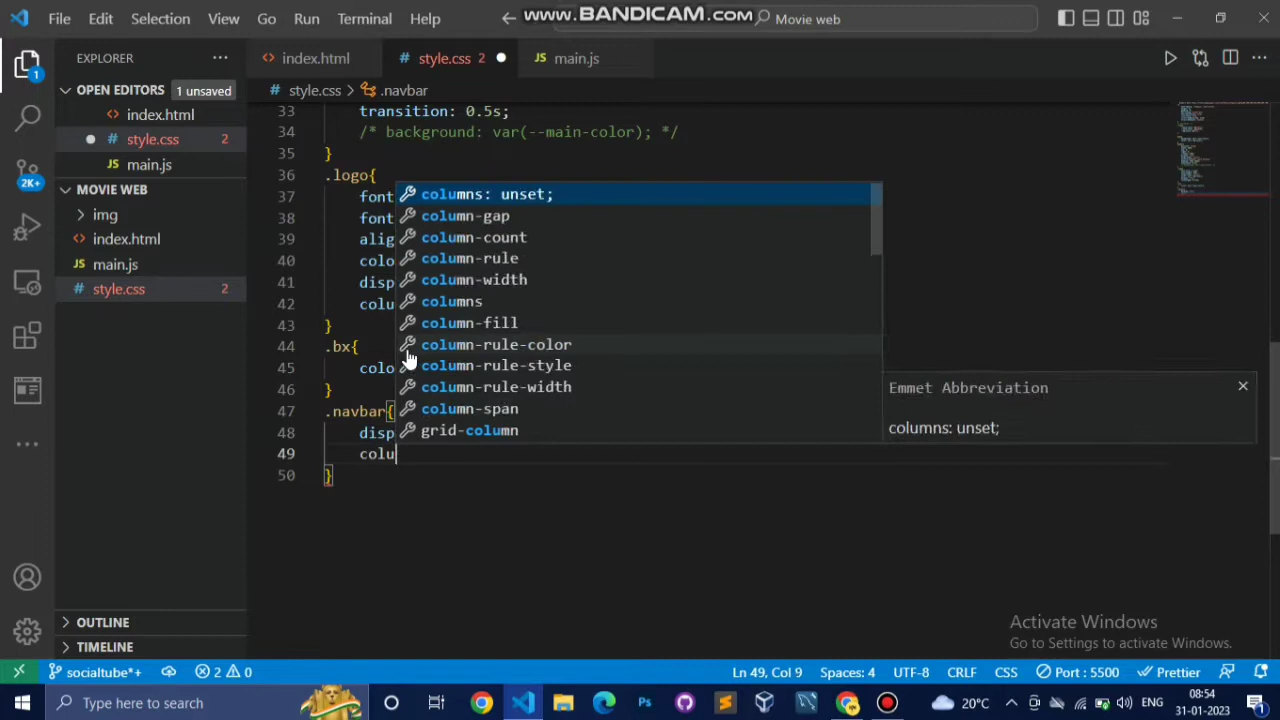 File Edit Selection View Go Run Terminal Help
www.BANDICAM.com
Movie web
EXPLORER
index.html
# style.css 2
JS main.js
OPEN EDITORS 1 unsaved
# style.css > .navbar
index.html
# style.css 2
JS main.js
MOVIE WEB
img
index.html
JS main.js
# style.css 2
1
2K+
33 transition: 0.5s;
34 /* background: var(--main-color); */
35 }
36 .logo{
37 font
38 font
39 alig
40 colo
41 disp
42 colu
43 }
44 .bx{
45 colo
46 }
47 .navbar{
48 disp
49 colu
50 }
columns: unset;
column-gap
column-count
column-rule
column-width
columns
column-fill
column-rule-color
column-rule-style
column-rule-width
column-span
grid-column
Emmet Abbreviation
columns: unset;
OUTLINE
TIMELINE
Activate Windows
Go to Settings to activate Windows.
socialtube*+ 2 0 Ln 49, Col 9 Spaces: 4 UTF-8 CRLF CSS Port : 5500 Prettier
Type here to search
Ps
20°C
ENG
08:54
31-01-2023
1